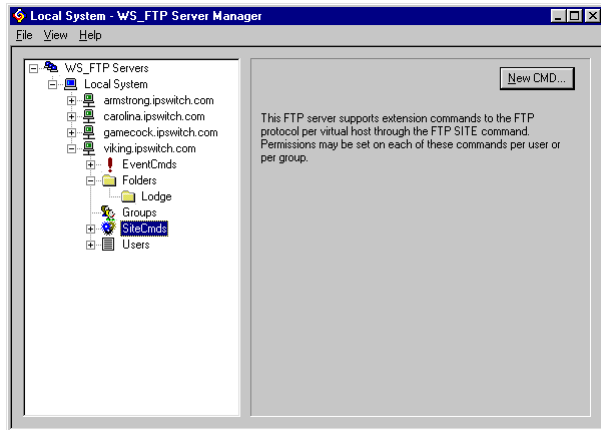 Local System - WS_FTP Server Manager
File View Help
WS_FTP Servers
Local System
armstrong.ipswitch.com
carolina.ipswitch.com
gamecock.ipswitch.com
viking.ipswitch.com
EventCmds
Folders
Lodge
Groups
SiteCmds
Users
New CMD...
This FTP server supports extension commands to the FTP
protocol per virtual host through the FTP SITE command.
Permissions may be set on each of these commands per user or
per group.